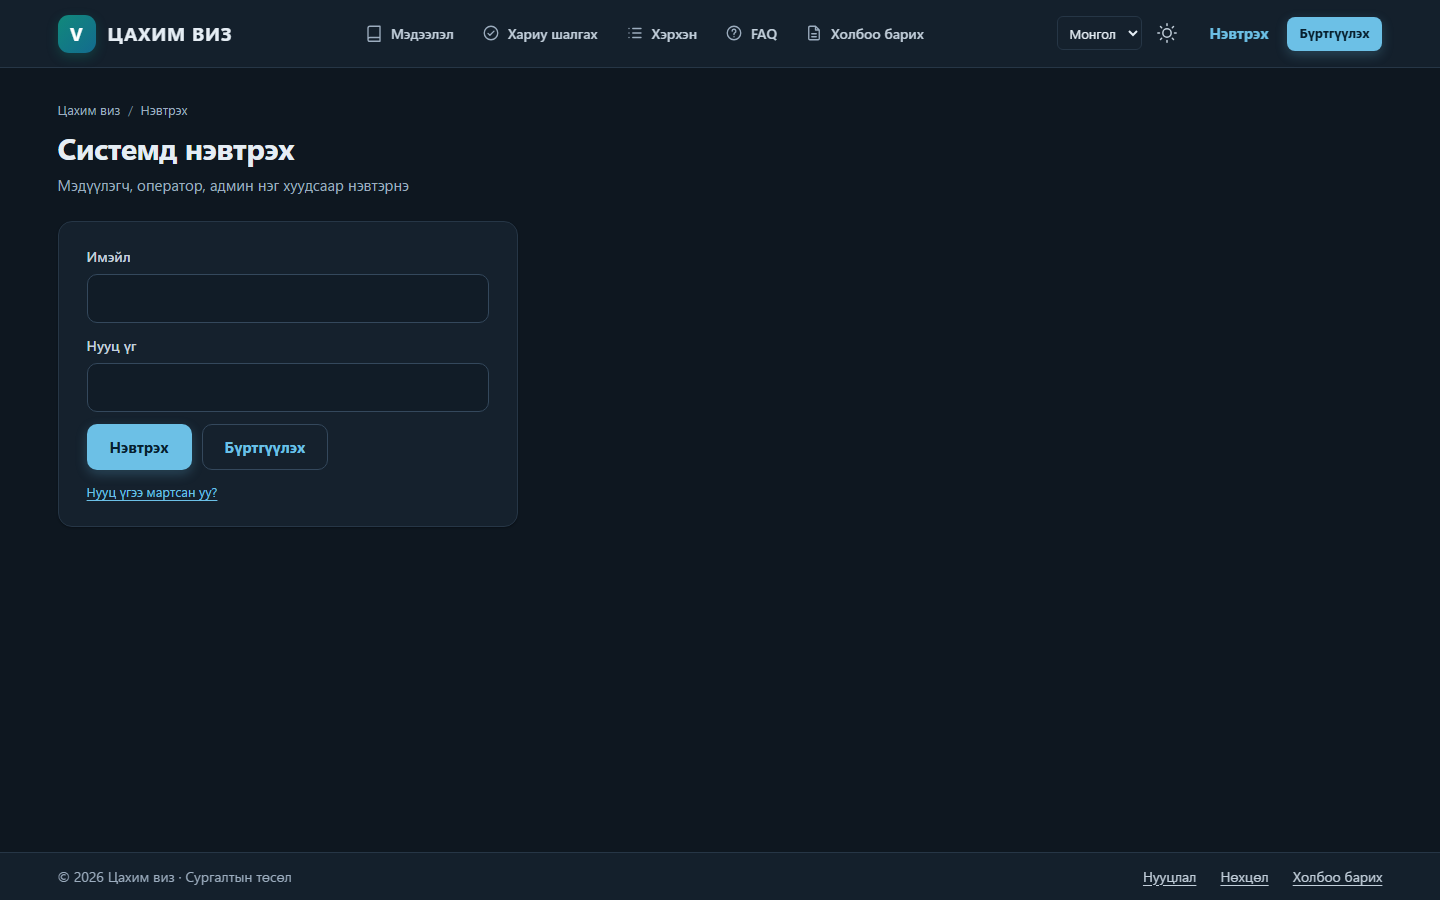 V ЦАХИМ ВИЗ Мэдээлэл Хариу шалгах Хэрхэн FAQ Холбоо барих Монгол Нэвтрэх Бүртгүүлэх
Цахим виз / Нэвтрэх
Системд нэвтрэх
Мэдүүлэгч, оператор, админ нэг хуудсаар нэвтэрнэ
Имэйл
Нууц үг
Нэвтрэх Бүртгүүлэх
Нууц үгээ мартсан уу?
© 2026 Цахим виз · Сургалтын төсөл Нууцлал Нөхцөл Холбоо барих